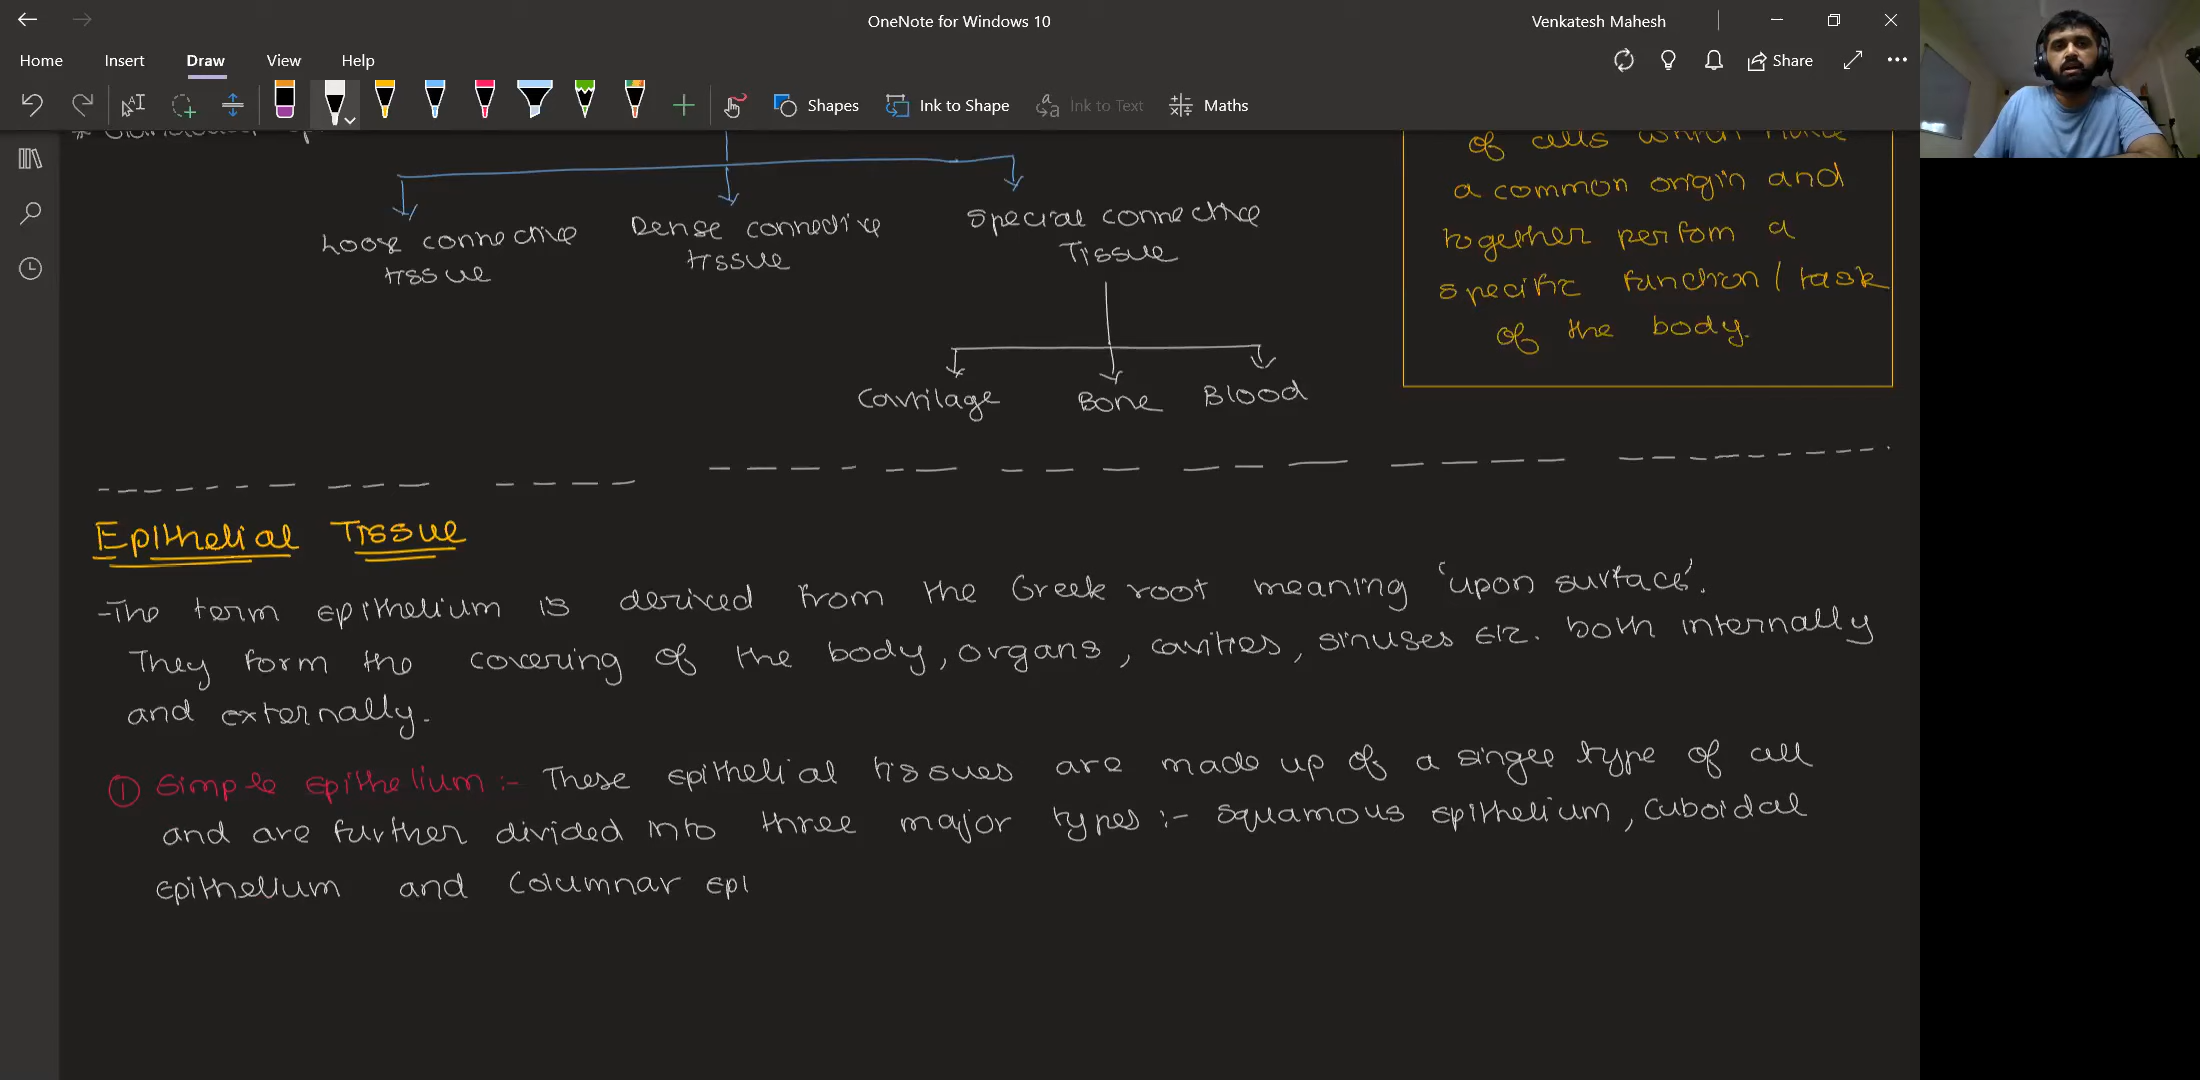 OneNote for Windows 10
Venkatesh Mahesh
Home Insert Draw View Help
Share
Shapes Ink to Shape Ink to Text Maths
of cells which have
a common origin and
together perfom a
specific function / task
of the body.
Loose connective
tissue
Dense connective
tissue
Special connective
Tissue
Cartilage Bone Blood
Epithelial Tissue
-The term epithelium is derived from the Greek root meaning 'upon surface'.
They form the covering of the body, organs, cavities, sinuses etc. both internally
and externally.
① Simple epithelium :- These epithelial tissues are made up of a single type of cell
and are further divided into three major types :- squamous epithelium, cuboidal
epithelium and columnar epi